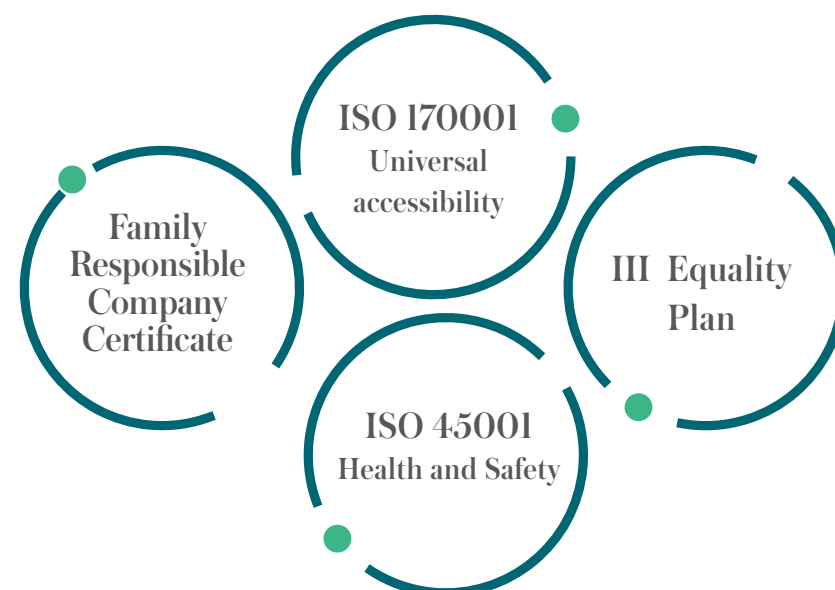 ISO 170001
Universal
accessibility
Family
Responsible
Company
Certificate
III Equality
Plan
ISO 45001
Health and Safety